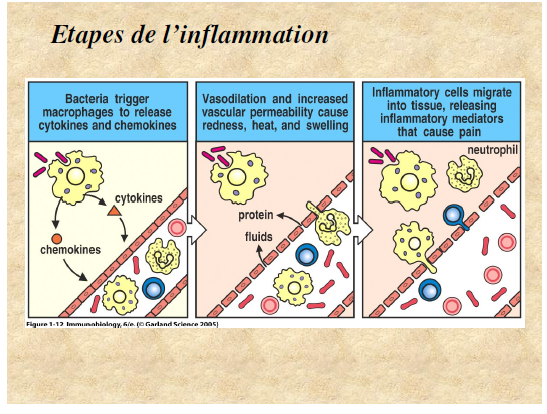 Etapes de l’inflammation
Bacteria trigger
macrophages to release
cytokines and chemokines
Vasodilation and increased
vascular permeability cause
redness, heat, and swelling
Inflammatory cells migrate
into tissue, releasing
inflammatory mediators
that cause pain
cytokines
chemokines
protein
fluids
neutrophil
Figure 1-12 Immunobiology, 6/e. (© Garland Science 2005)